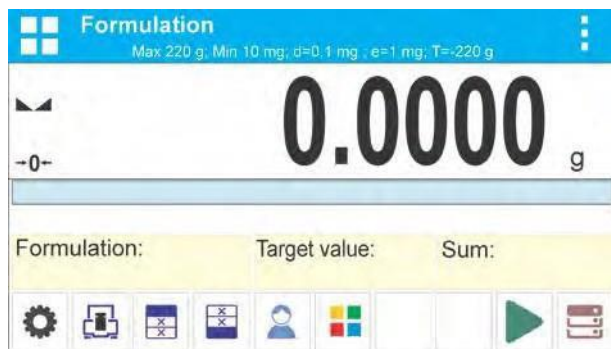 Formulation
Max 220 g; Min 10 mg; d=0,1 mg ; e=1 mg; T=-220 g
→0←
0.0000 g
Formulation: Target value: Sum: